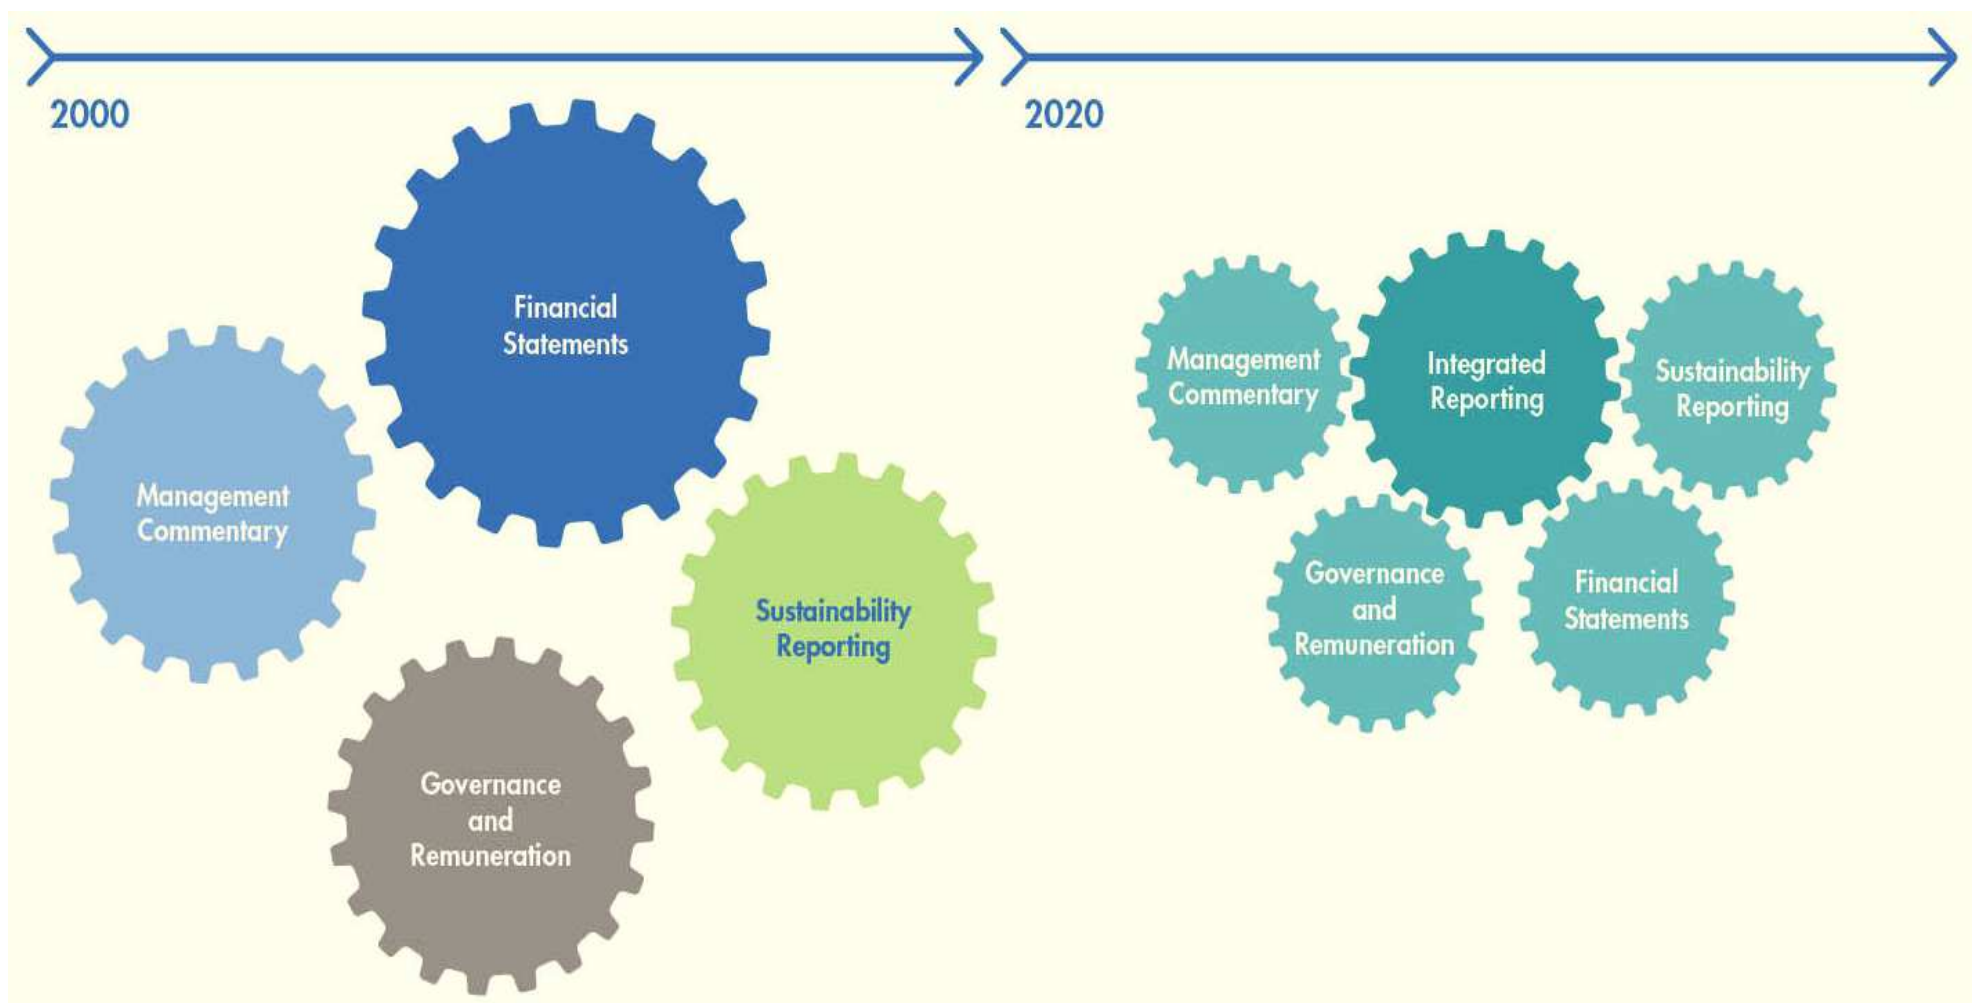 2000
2020
Financial
Statements
Management
Commentary
Sustainability
Reporting
Governance
and
Remuneration
Management
Commentary
Integrated
Reporting
Sustainability
Reporting
Governance
and
Remuneration
Financial
Statements